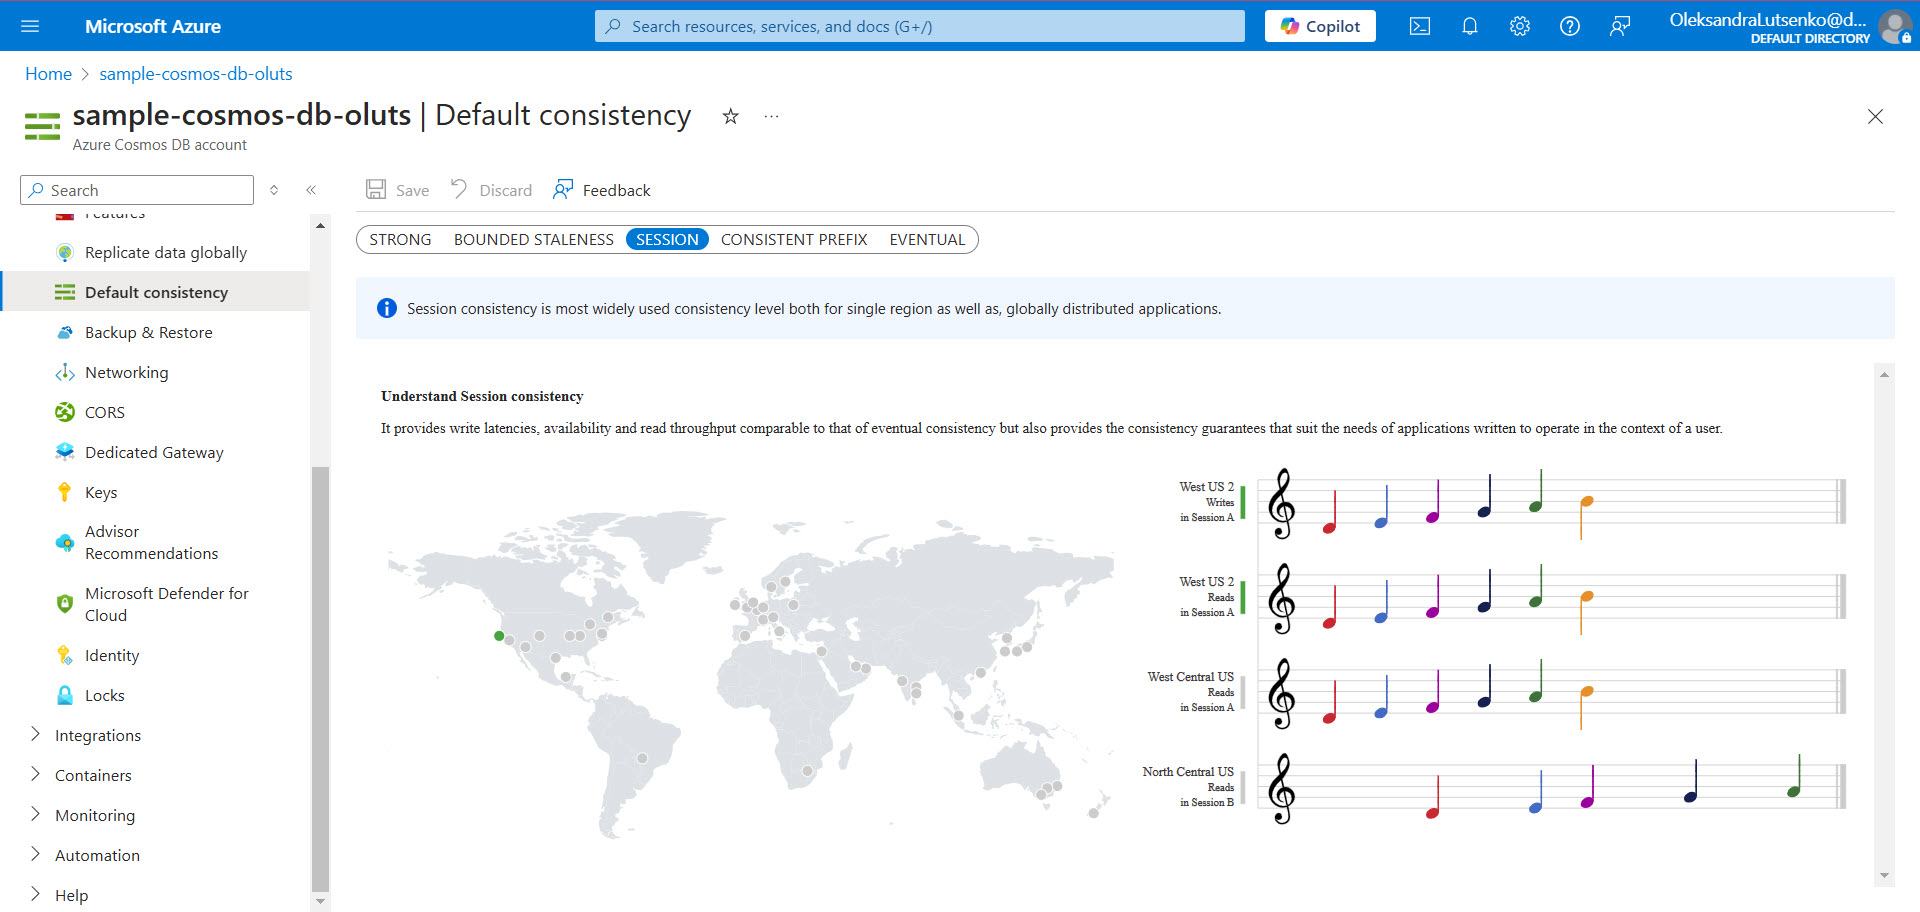 Microsoft Azure
Search resources, services, and docs (G+/)
Copilot
OleksandraLutsenko@d...
DEFAULT DIRECTORY
Home > sample-cosmos-db-oluts
sample-cosmos-db-oluts | Default consistency
Azure Cosmos DB account
Search
Save
Discard
Feedback
Features
Replicate data globally
Default consistency
Backup & Restore
Networking
CORS
Dedicated Gateway
Keys
Advisor
Recommendations
Microsoft Defender for
Cloud
Identity
Locks
Integrations
Containers
Monitoring
Automation
Help
STRONG
BOUNDED STALENESS
SESSION
CONSISTENT PREFIX
EVENTUAL
Session consistency is most widely used consistency level both for single region as well as, globally distributed applications.
Understand Session consistency
It provides write latencies, availability and read throughput comparable to that of eventual consistency but also provides the consistency guarantees that suit the needs of applications written to operate in the context of a user.
West US 2
Writes
in Session A
West US 2
Reads
in Session A
West Central US
Reads
in Session A
North Central US
Reads
in Session B